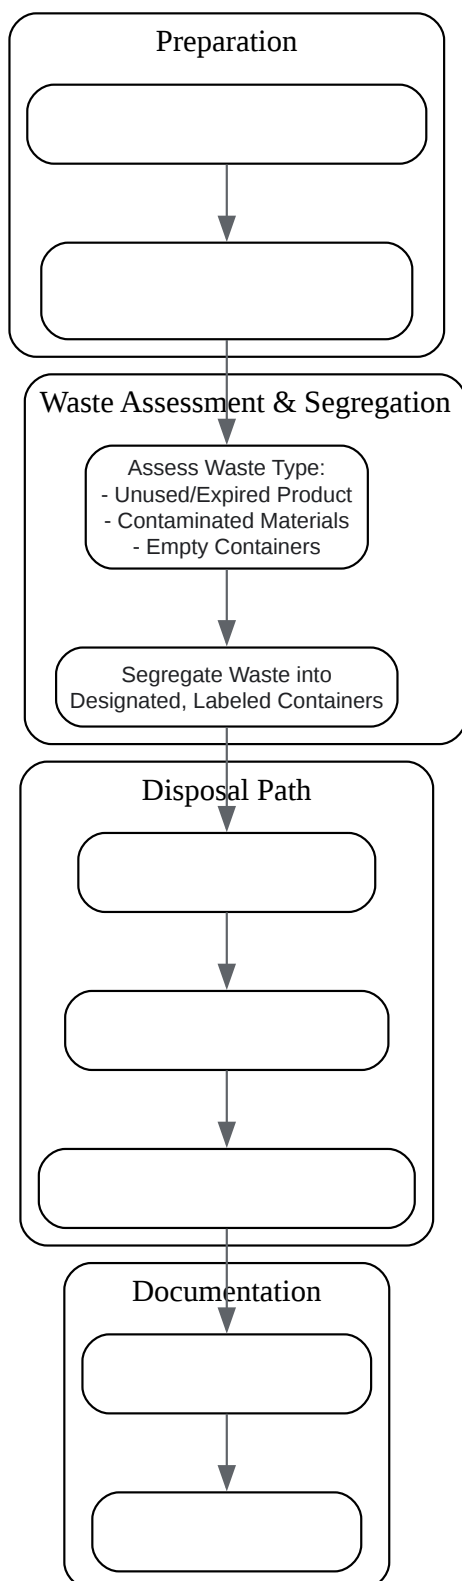 Preparation
Waste Assessment & Segregation
Assess Waste Type:
- Unused/Expired Product
- Contaminated Materials
- Empty Containers
Segregate Waste into
Designated, Labeled Containers
Disposal Path
Documentation